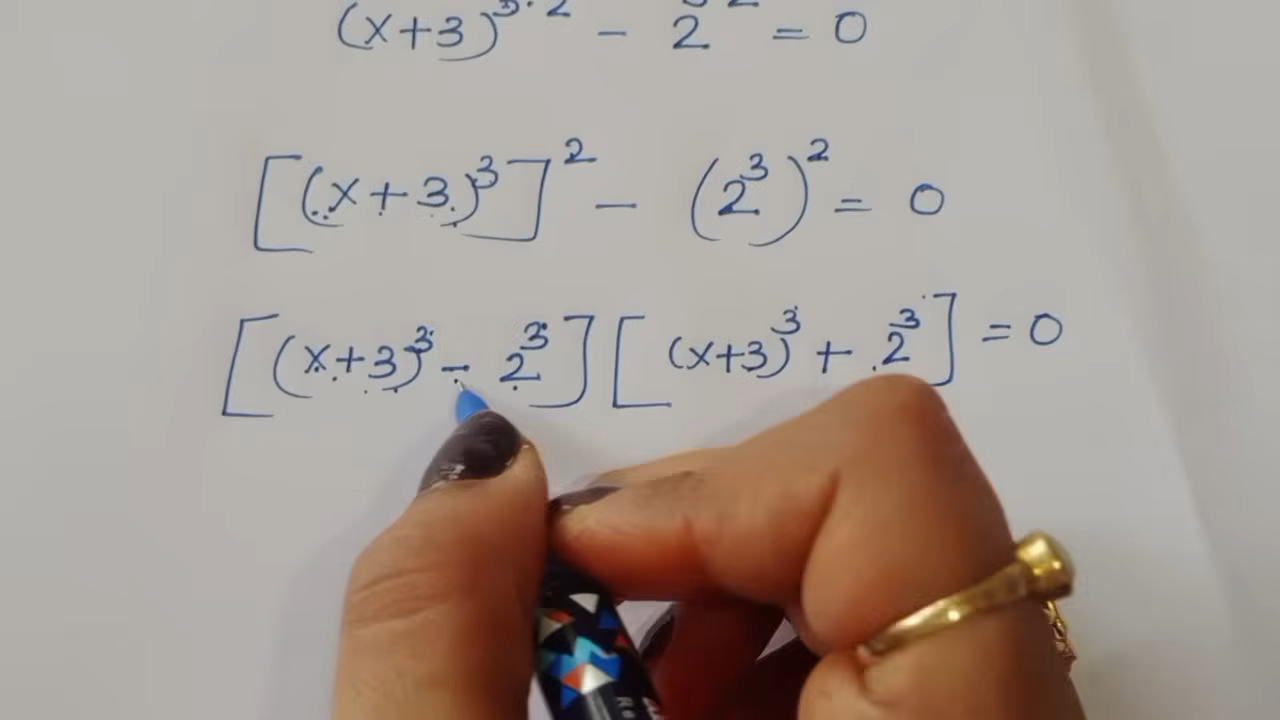 (x+3)^{3·2} - 2^{3·2} = 0
[(x+3)^3]^2 - (2^3)^2 = 0
[(x+3)^3 - 2^3][(x+3)^3 + 2^3] = 0